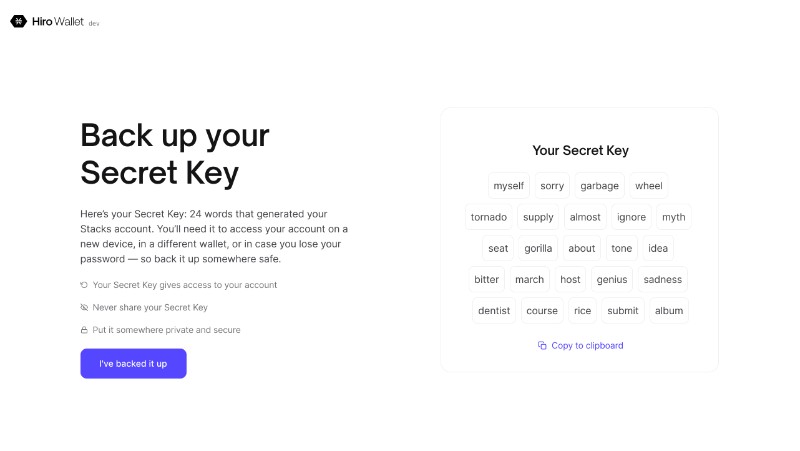 Hiro Wallet dev
Back up your
Secret Key
Here's your Secret Key: 24 words that generated your
Stacks account. You'll need it to access your account on a
new device, in a different wallet, or in case you lose your
password — so back it up somewhere safe.
Your Secret Key gives access to your account
Never share your Secret Key
Put it somewhere private and secure
I've backed it up
Your Secret Key
myself sorry garbage wheel
tornado supply almost ignore myth
seat gorilla about tone idea
bitter march host genius sadness
dentist course rice submit album
Copy to clipboard